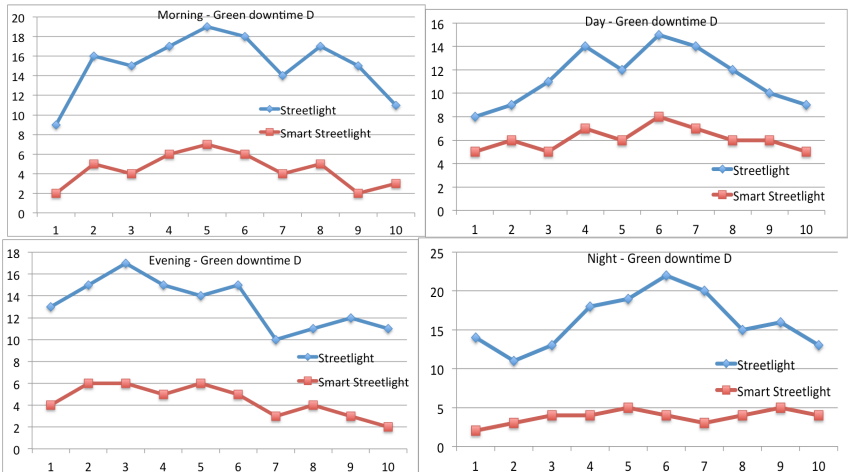 Morning - Green downtime D
20
18
16
14
12
10
8
6
4
2
0
Streetlight
Smart Streetlight
1 2 3 4 5 6 7 8 9 10
Day - Green downtime D
16
14
12
10
8
6
4
2
0
Streetlight
Smart Streetlight
1 2 3 4 5 6 7 8 9 10
Evening - Green downtime D
18
16
14
12
10
8
6
4
2
0
Streetlight
Smart Streetlight
1 2 3 4 5 6 7 8 9 10
Night - Green downtime D
25
20
15
10
5
0
Streetlight
Smart Streetlight
1 2 3 4 5 6 7 8 9 10